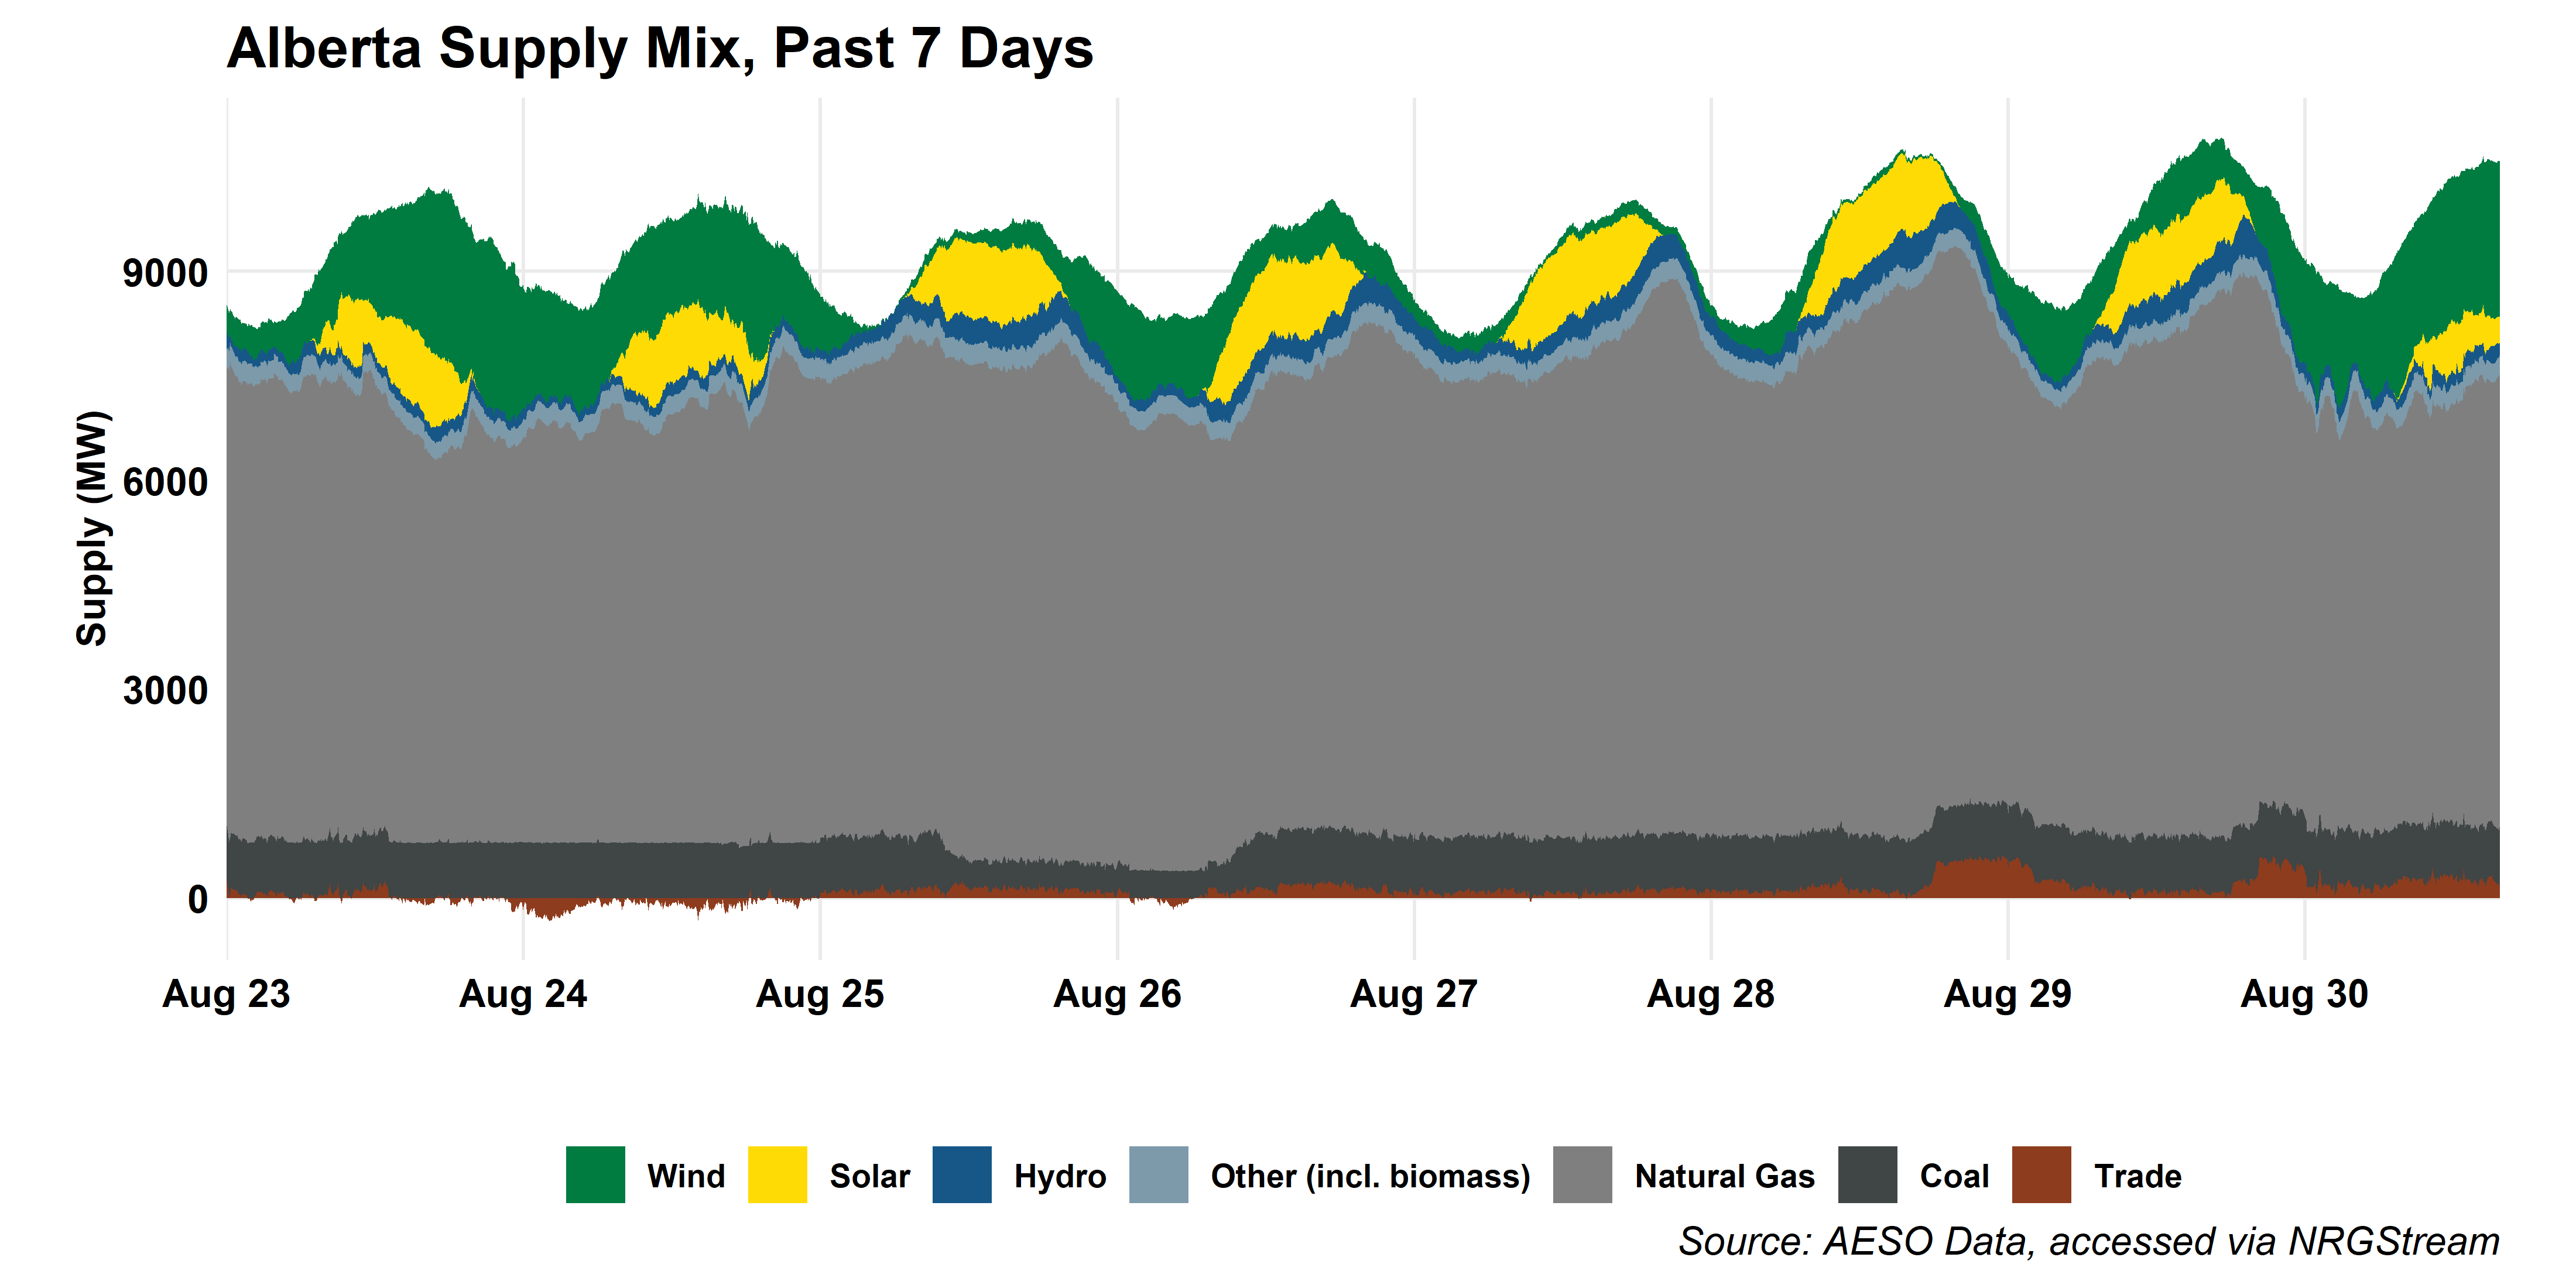 Alberta Supply Mix, Past 7 Days
Supply (MW)
9000
6000
3000
0
Aug 23 Aug 24 Aug 25 Aug 26 Aug 27 Aug 28 Aug 29 Aug 30
Wind Solar Hydro Other (incl. biomass) Natural Gas Coal Trade
Source: AESO Data, accessed via NRGStream